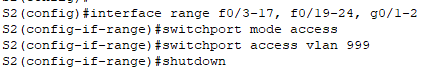 S2(config)#interface range f0/3-17, f0/19-24, g0/1-2
S2(config-if-range)#switchport mode access
S2(config-if-range)#switchport access vlan 999
S2(config-if-range)#shutdown